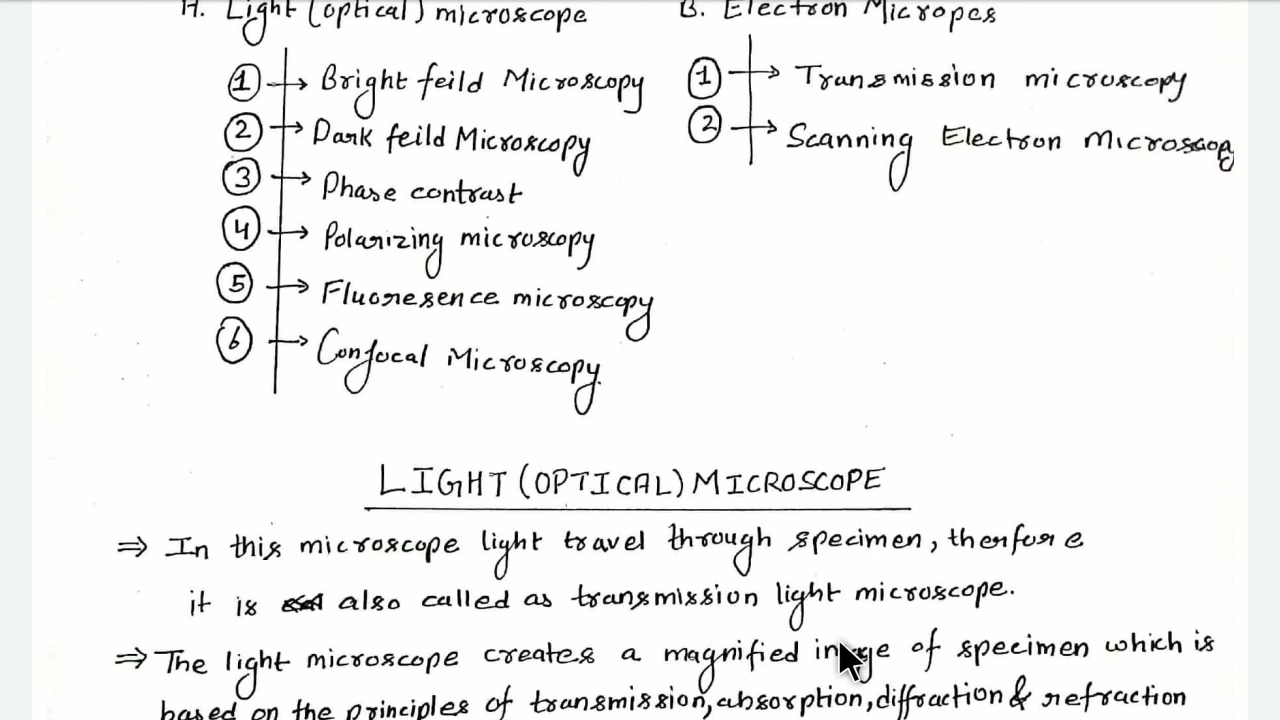 A. Light (optical) microscope
B. Electron Micropes
1 → Bright feild Microscopy
2 → Dark feild Microscopy
3 → Phase contrast
4 → Polarizing microscopy
5 → Fluoresence microscopy
6 → Confocal Microscopy.
1 → Transmission microscopy
2 → Scanning Electron Microscop
LIGHT (OPTICAL) MICROSCOPE
⇒ In this microscope light travel through specimen, therfore
it is also called as transmission light microscope.
⇒ The light microscope creates a magnified image of specimen which is
based on the principles of transmission, absorption, diffraction & refraction